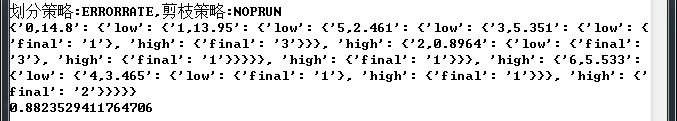 划分策略:ERRORRATE,剪枝策略:NOPRUN
{'0,14.8': {'low': {'1,13.95': {'low': {'5,2.461': {'low': {'3,5.351': {'low': {
'final': '1'}, 'high': {'final': '3'}}}, 'high': {'2,0.8964': {'low': {'final':
'3'}, 'high': {'final': '1'}}}}}, 'high': {'final': '1'}}}, 'high': {'6,5.533':
{'low': {'4,3.465': {'low': {'final': '1'}, 'high': {'final': '1'}}}, 'high': {'
final': '2'}}}}}
0.8823529411764706